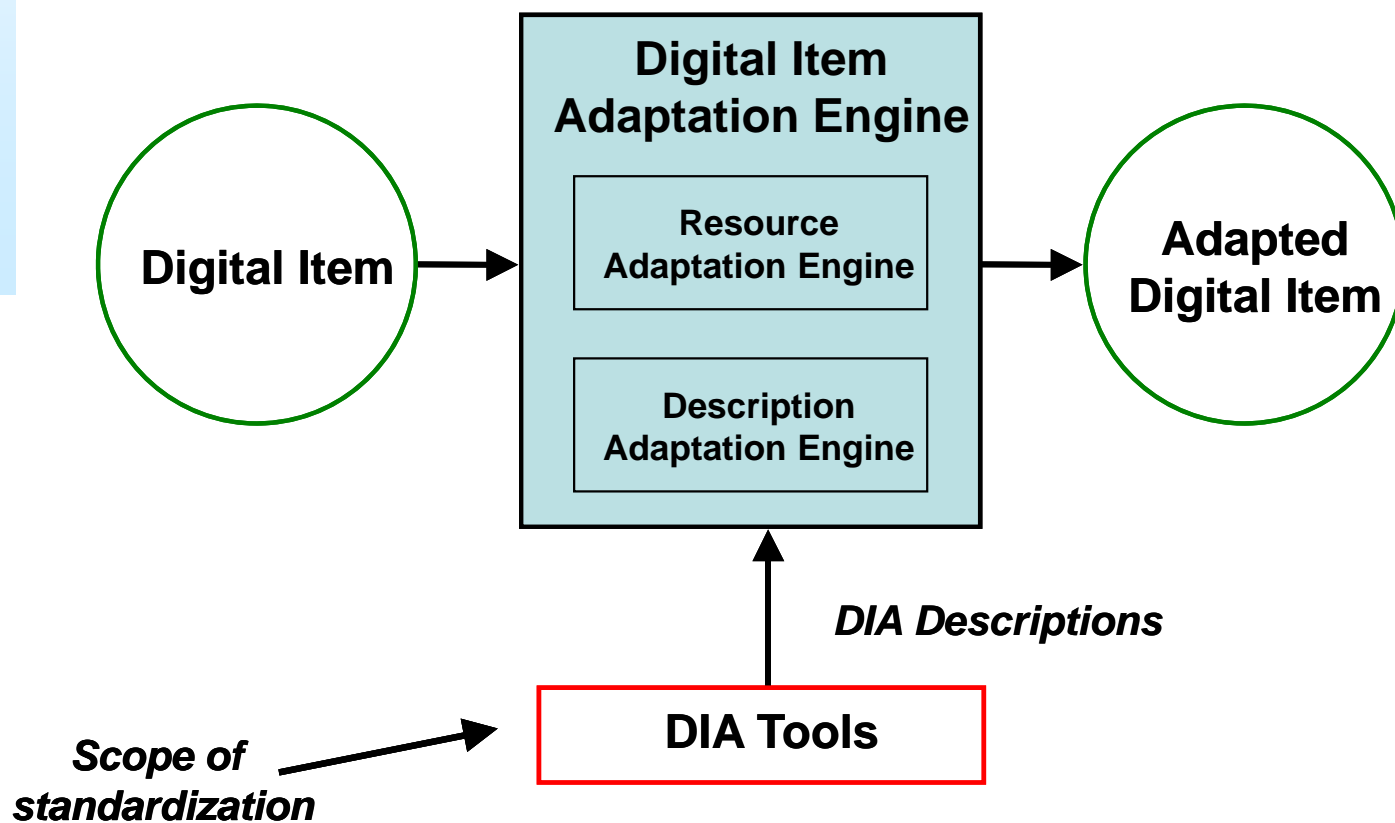 Digital Item
Adaptation Engine
Resource
Adaptation Engine
Digital Item
Adapted
Digital Item
Description
Adaptation Engine
DIA Descriptions
DIA Tools
Scope of
standardization